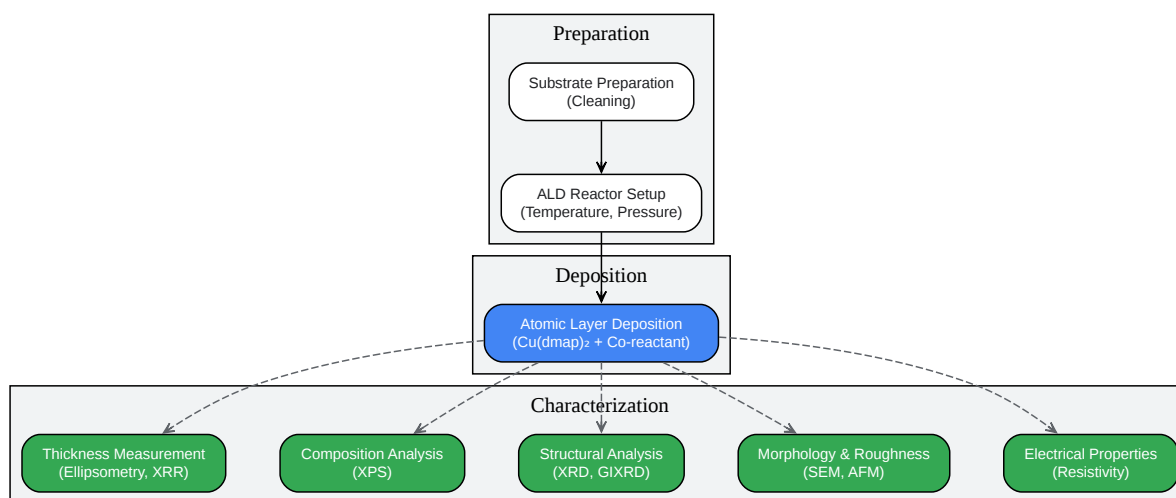 Preparation
Substrate Preparation
(Cleaning)
ALD Reactor Setup
(Temperature, Pressure)
Deposition
Atomic Layer Deposition
(Cu(dmap)₂ + Co-reactant)
Characterization
Thickness Measurement
(Ellipsometry, XRR)
Composition Analysis
(XPS)
Structural Analysis
(XRD, GIXRD)
Morphology & Roughness
(SEM, AFM)
Electrical Properties
(Resistivity)